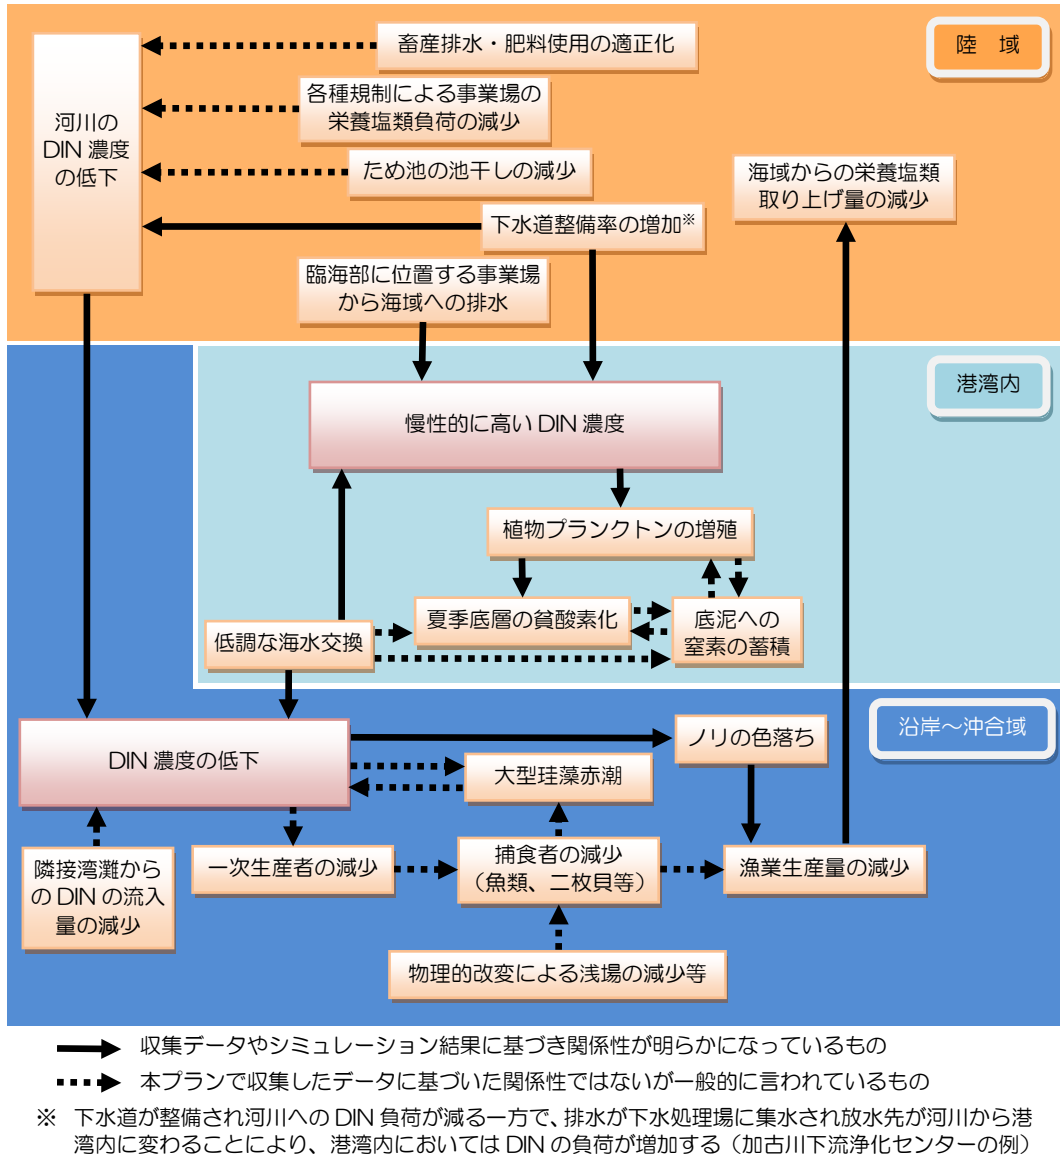 陸 域
畜産排水・肥料使用の適正化
各種規制による事業場の
栄養塩類負荷の減少
河川の
DIN 濃度
の低下
ため池の池干しの減少
海域からの栄養塩類
取り上げ量の減少
下水道整備率の増加※
臨海部に位置する事業場
から海域への排水
港湾内
慢性的に高い DIN 濃度
植物プランクトンの増殖
夏季底層の貧酸素化
底泥への
窒素の蓄積
低調な海水交換
沿岸～沖合域
DIN 濃度の低下
ノリの色落ち
大型珪藻赤潮
隣接湾灘から
の DIN の流入
量の減少
一次生産者の減少
捕食者の減少
（魚類、二枚貝等）
漁業生産量の減少
物理的改変による浅場の減少等
収集データやシミュレーション結果に基づき関係性が明らかになっているもの
本プランで収集したデータに基づいた関係性ではないが一般的に言われているもの
※ 下水道が整備され河川への DIN 負荷が減る一方で、排水が下水処理場に集水され放水先が河川から港
湾内に変わることにより、港湾内においては DIN の負荷が増加する（加古川下流浄化センターの例）